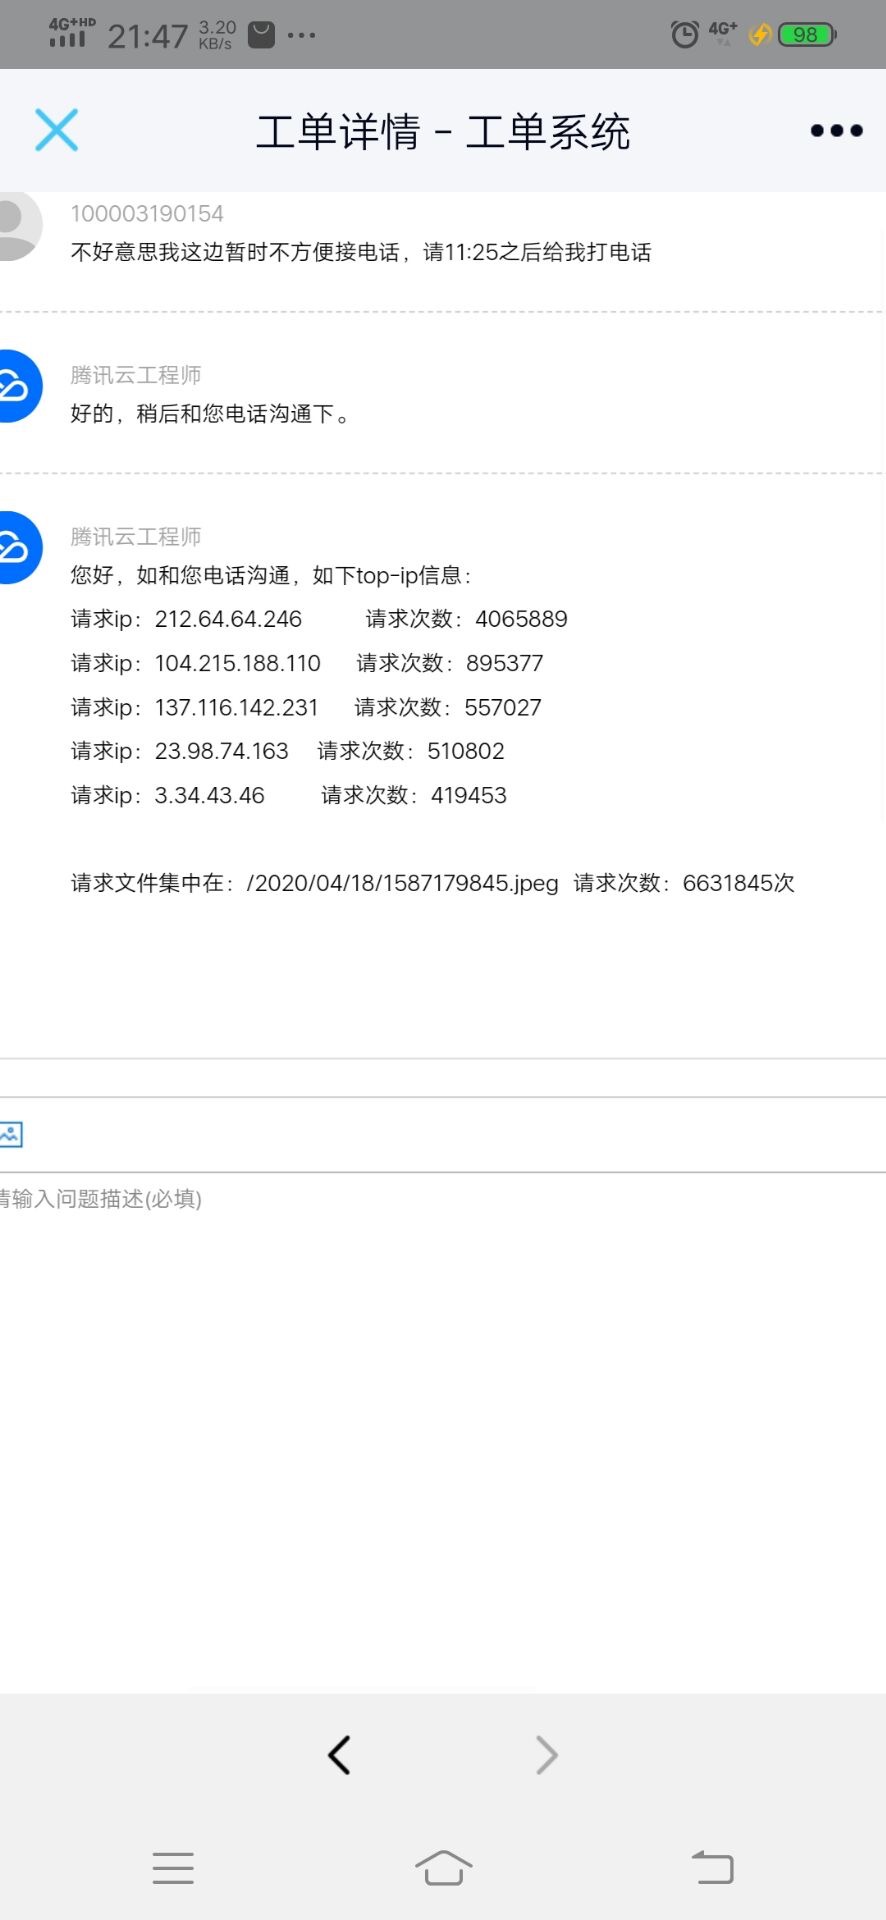 4G+HD 21:47 3.20 KB/s 4G+ 98
工单详情 - 工单系统
100003190154
不好意思我这边暂时不方便接电话，请11:25之后给我打电话
腾讯云工程师
好的，稍后和您电话沟通下。
腾讯云工程师
您好，如和您电话沟通，如下top-ip信息：
请求ip：212.64.64.246 请求次数：4065889
请求ip：104.215.188.110 请求次数：895377
请求ip：137.116.142.231 请求次数：557027
请求ip：23.98.74.163 请求次数：510802
请求ip：3.34.43.46 请求次数：419453
请求文件集中在：/2020/04/18/1587179845.jpeg 请求次数：6631845次
请输入问题描述(必填)